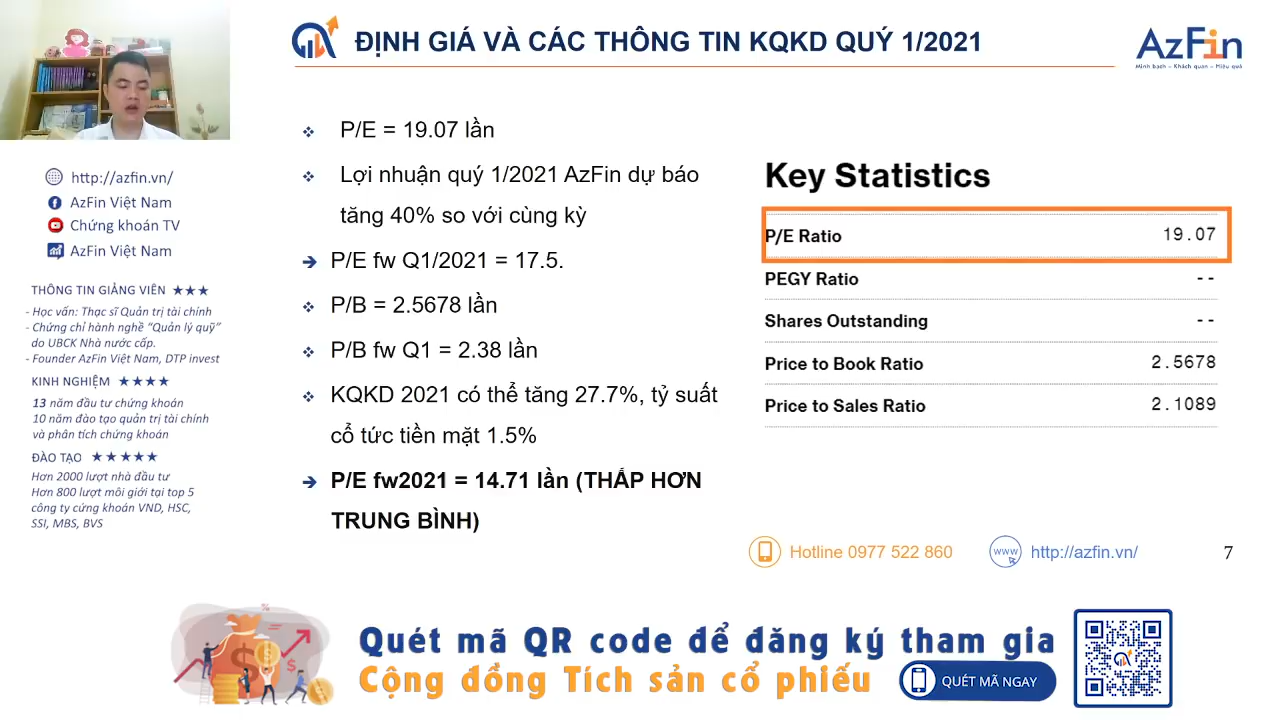 ĐỊNH GIÁ VÀ CÁC THÔNG TIN KQKD QUÝ 1/2021
AzFin
Minh bạch – Khách quan – Hiệu quả
http://azfin.vn/
AzFin Việt Nam
Chứng khoán TV
AzFin Việt Nam
THÔNG TIN GIẢNG VIÊN ★★★
- Học vấn: Thạc sĩ Quản trị tài chính
- Chứng chỉ hành nghề “Quản lý quỹ”
do UBCK Nhà nước cấp.
- Founder AzFin Việt Nam, DTP invest
KINH NGHIỆM ★★★★
13 năm đầu tư chứng khoán
10 năm đào tạo quản trị tài chính
và phân tích chứng khoán
ĐÀO TẠO ★★★★★
Hơn 2000 lượt nhà đầu tư
Hơn 800 lượt môi giới tại top 5
công ty cứng khoán VND, HSC,
SSI, MBS, BVS
❖ P/E = 19.07 lần
❖ Lợi nhuận quý 1/2021 AzFin dự báo
tăng 40% so với cùng kỳ
➔ P/E fw Q1/2021 = 17.5.
❖ P/B = 2.5678 lần
❖ P/B fw Q1 = 2.38 lần
❖ KQKD 2021 có thể tăng 27.7%, tỷ suất
cổ tức tiền mặt 1.5%
➔ P/E fw2021 = 14.71 lần (THẤP HƠN
TRUNG BÌNH)
Key Statistics
P/E Ratio 19.07
PEGY Ratio --
Shares Outstanding --
Price to Book Ratio 2.5678
Price to Sales Ratio 2.1089
Hotline 0977 522 860
www
http://azfin.vn/
7
Quét mã QR code để đăng ký tham gia
Cộng đồng Tích sản cổ phiếu
QUÉT MÃ NGAY